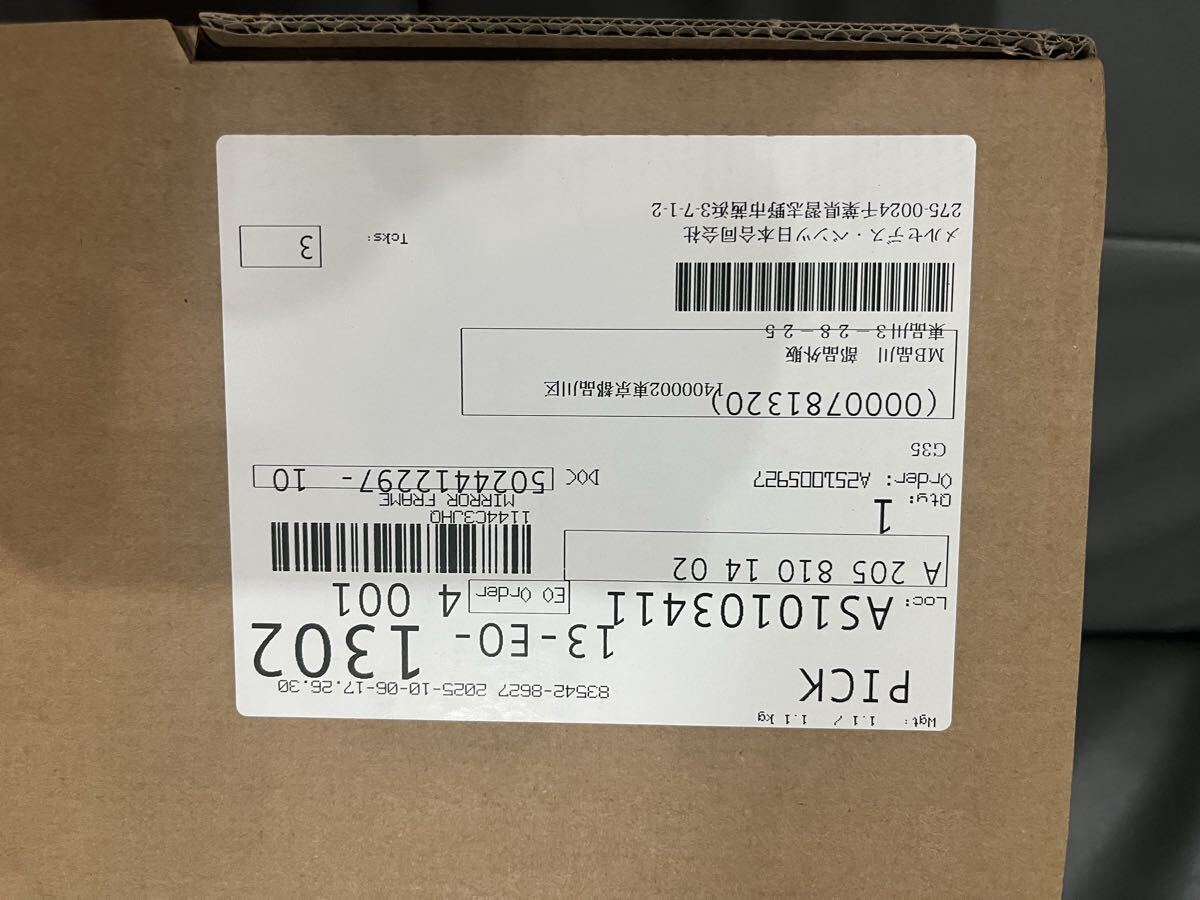 Wgt: 1.1 / 1.1 kg
PICK
83542-8627 2025-10-06-17.26.30
13-EO- 1302
Loc: AS10103411
EO Order 4 001
A 205 810 14 02
1144C3JHQ
Qty: 1
MIRROR FRAME
Order: A251005927
DOC 5024412297- 10
G35
(0000781320)
1400002東京都品川区
MB品川 部品外販
東品川3－28－25
メルセデス・ベンツ日本合同会社
Tcks: 3
275-0024千葉県習志野市茜浜3-7-1-2